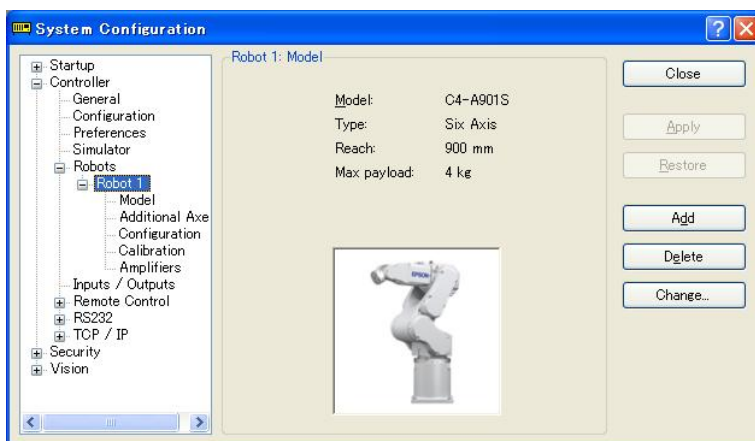 System Configuration
Startup
Controller
General
Configuration
Preferences
Simulator
Robots
Robot 1
Model
Additional Axe
Configuration
Calibration
Amplifiers
Inputs / Outputs
Remote Control
RS232
TCP / IP
Security
Vision
Robot 1: Model
Model: C4-A901S
Type: Six Axis
Reach: 900 mm
Max payload: 4 kg
EPSON
Close
Apply
Restore
Add
Delete
Change...